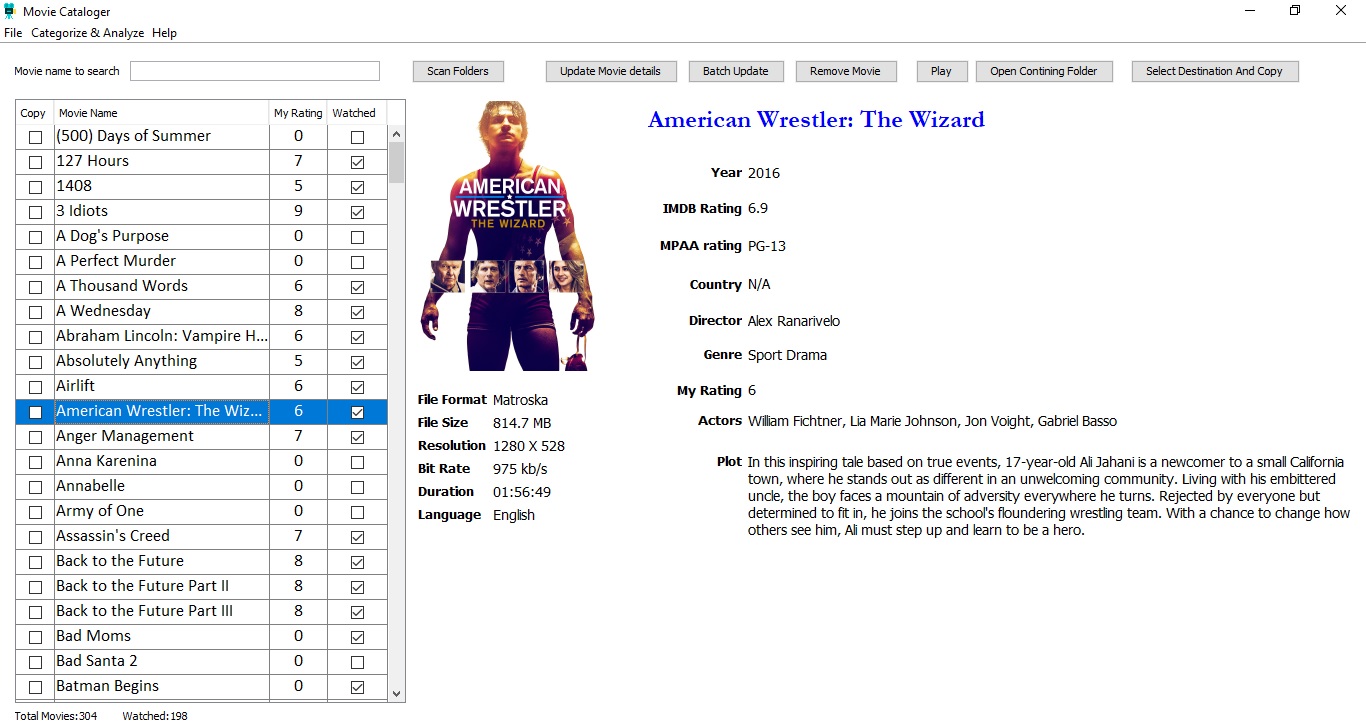 Movie Cataloger
File Categorize & Analyze Help
Movie name to search
Scan Folders Update Movie details Batch Update Remove Movie Play Open Contining Folder Select Destination And Copy
Copy Movie Name My Rating Watched
(500) Days of Summer 0
127 Hours 7
1408 5
3 Idiots 9
A Dog's Purpose 0
A Perfect Murder 0
A Thousand Words 6
A Wednesday 8
Abraham Lincoln: Vampire H... 6
Absolutely Anything 5
Airlift 6
American Wrestler: The Wiz... 6
Anger Management 7
Anna Karenina 0
Annabelle 0
Army of One 0
Assassin's Creed 7
Back to the Future 8
Back to the Future Part II 8
Back to the Future Part III 8
Bad Moms 0
Bad Santa 2 0
Batman Begins 0
Total Movies:304 Watched:198
AMERICAN
WRESTLER
THE WIZARD
File Format Matroska
File Size 814.7 MB
Resolution 1280 X 528
Bit Rate 975 kb/s
Duration 01:56:49
Language English
American Wrestler: The Wizard
Year 2016
IMDB Rating 6.9
MPAA rating PG-13
Country N/A
Director Alex Ranarivelo
Genre Sport Drama
My Rating 6
Actors William Fichtner, Lia Marie Johnson, Jon Voight, Gabriel Basso
Plot In this inspiring tale based on true events, 17-year-old Ali Jahani is a newcomer to a small California
town, where he stands out as different in an unwelcoming community. Living with his embittered
uncle, the boy faces a mountain of adversity everywhere he turns. Rejected by everyone but
determined to fit in, he joins the school's floundering wrestling team. With a chance to change how
others see him, Ali must step up and learn to be a hero.